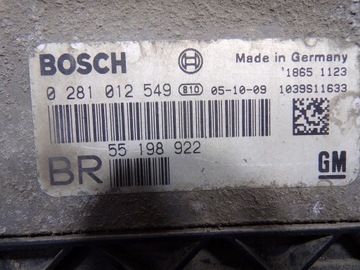 BOSCH
Made in Germany
'1865 1123
0 281 012 549 B10 05-10-09 1039S11633
55 198 922
BR
GM